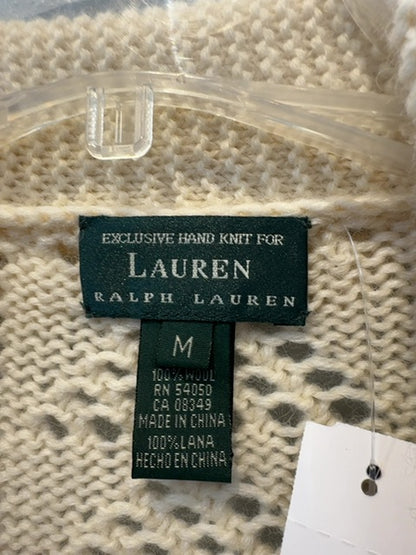 EXCLUSIVE HAND KNIT FOR
LAUREN
RALPH LAUREN
M
100% WOOL
RN 54050
CA 08349
MADE IN CHINA
100% LANA
HECHO EN CHINA